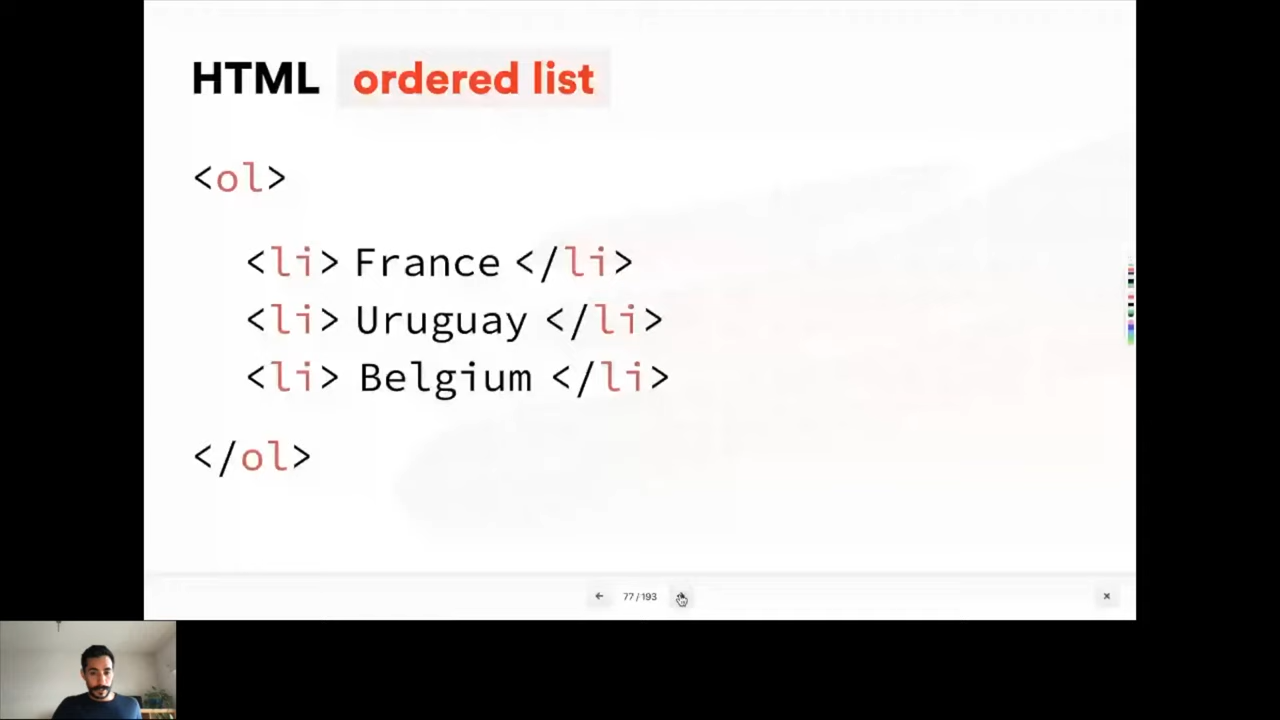 HTML ordered list
<ol>
<li> France </li>
<li> Uruguay </li>
<li> Belgium </li>
</ol>
77 / 193